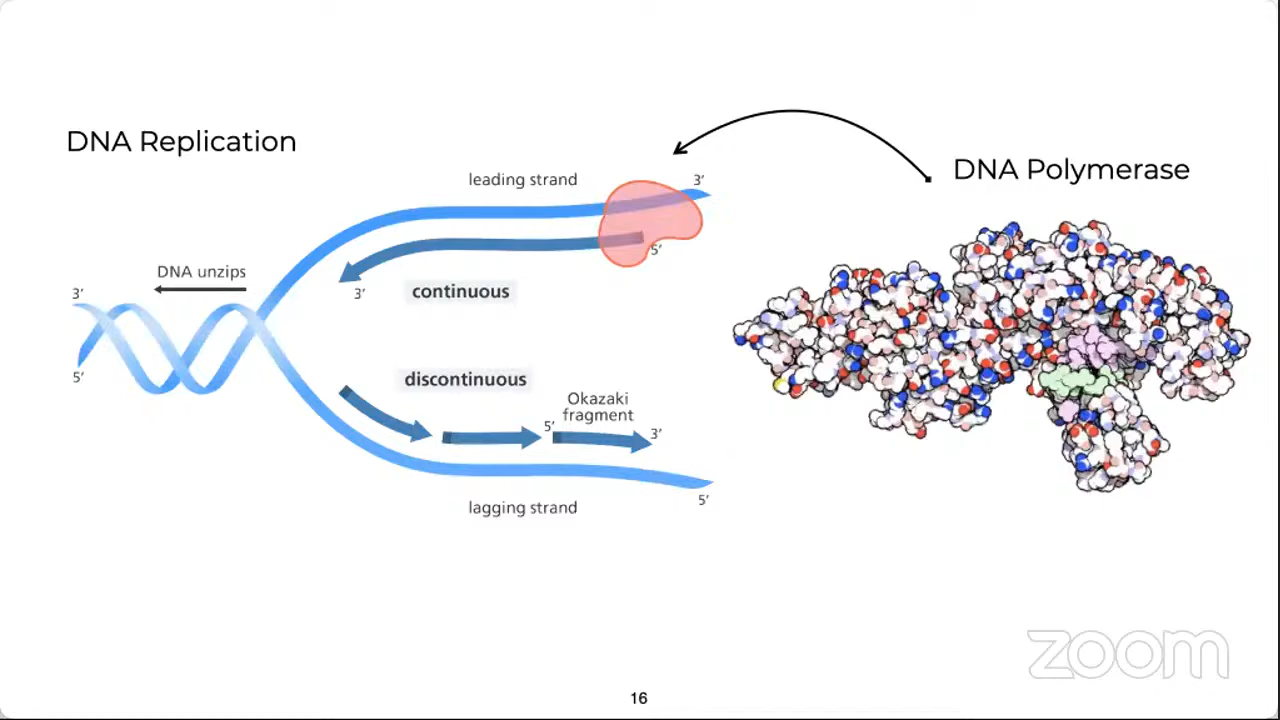 DNA Replication
DNA Polymerase
leading strand
3’
5’
DNA unzips
3’
3’
continuous
5’
discontinuous
Okazaki
fragment
5’
3’
5’
lagging strand
zoom
16